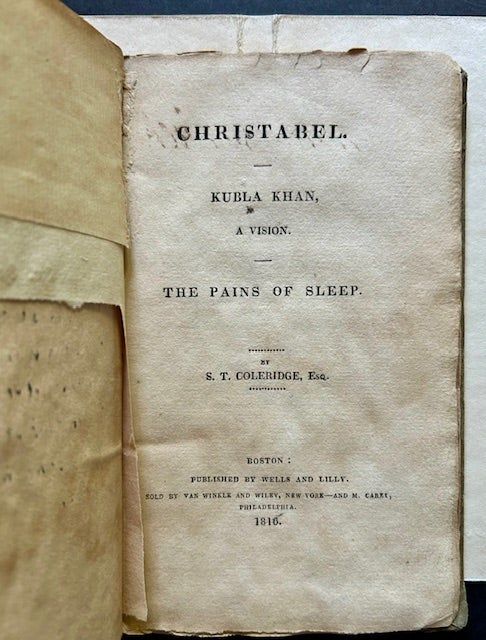 CHRISTABEL.
KUBLA KHAN,
A VISION.
THE PAINS OF SLEEP.
BY
S. T. COLERIDGE, Esq.
BOSTON:
PUBLISHED BY WELLS AND LILLY.
SOLD BY VAN WINKLE AND WILEY, NEW-YORK—AND M. CAREY,
PHILADELPHIA.
1816.